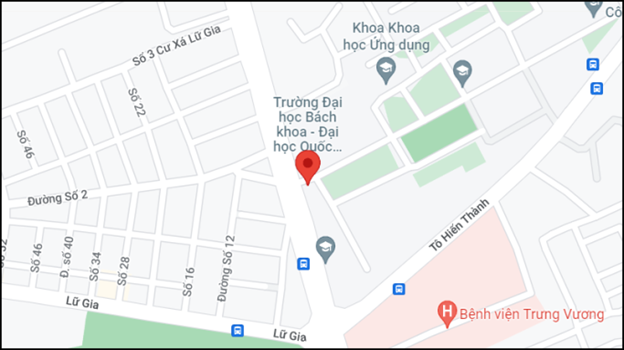 Cô
Khoa Khoa
học Ứng dụng
Số 3 Cư Xá Lữ Gia
Số 22
Trường Đại
học Bách
khoa - Đại
học Quốc...
Số 46
Đường Số 2
Tô Hiến Thành
Số 46
Đ. số 40
Số 34
Số 28
Số 16
Đường Số 12
Lữ Gia
Lữ Gia
H
Bệnh viện Trưng Vương